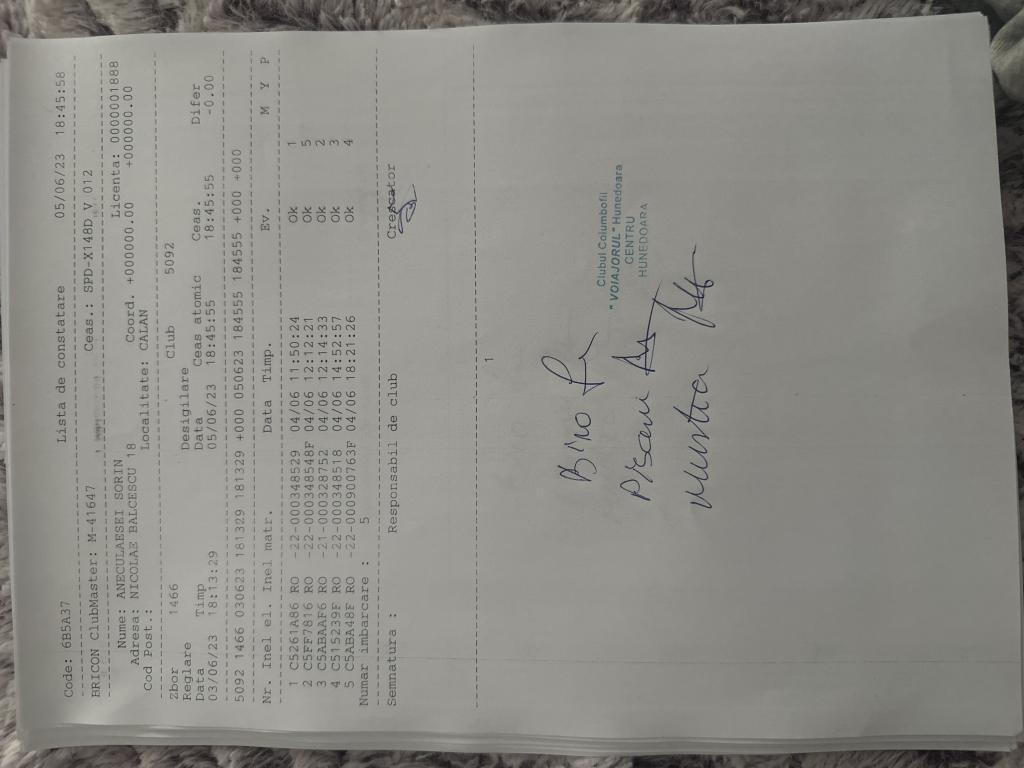 Code: 6B5A37 Lista de constatare 05/06/23 18:45:58
BRICON ClubMaster: M-41647 Ceas.: SPD-X148D V 012
Nume: ANECULAESEI SORIN Licenta: 0000001888
Adresa: NICOLAE BALCESCU 18 Coord. +000000.00 +000000.00
Cod Post.: Localitate: CALAN
Zbor 1466 Club 5092
Reglare Desigilare
Data Timp Data Ceas atomic Ceas. Difer
03/06/23 18:13:29 05/06/23 18:45:55 18:45:55 -0.00
5092 1466 030623 181329 181329 +000 050623 184555 184555 +000 +000
Nr. Inel el. Inel matr. Data Timp. Ev. M Y P
1 C5261A86 RO -22-000348529 04/06 11:50:24 Ok 1
2 C5FF7816 RO -22-000348548F 04/06 12:12:21 Ok 5
3 C5ABAAF6 RO -21-000328752 04/06 12:14:33 Ok 2
4 C515239F RO -22-000348518 04/06 14:52:57 Ok 3
5 C5ABA48F RO -22-000900763F 04/06 18:21:26 Ok 4
Numar imbarcare : 5
Semnatura : Responsabil de club Crescator
1
Clubul Columbofil
"VOIAJORUL" Hunedoara
CENTRU
HUNEDOARA
Biro
Pisani